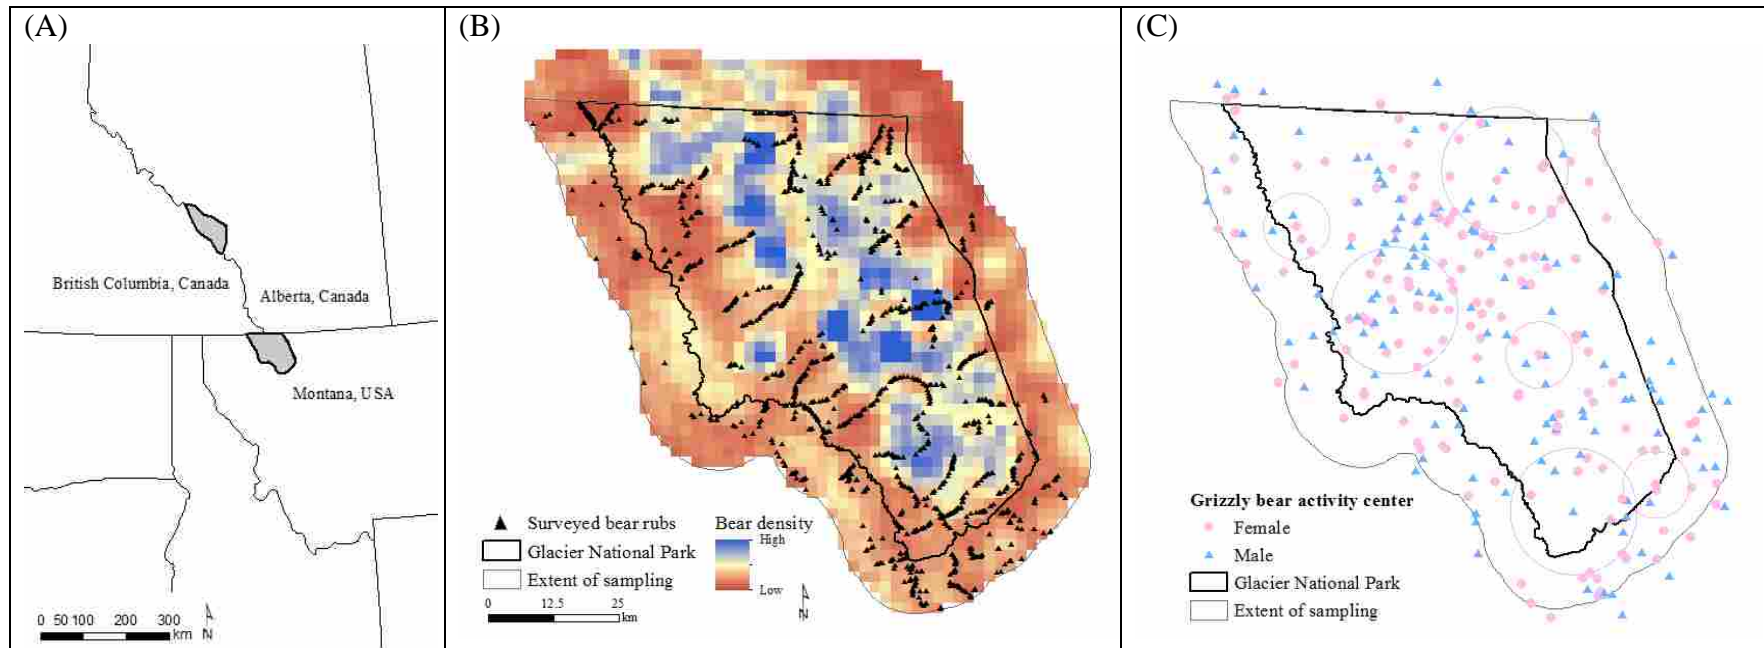 (A)
British Columbia, Canada
Alberta, Canada
Montana, USA
0 50 100 200 300
km
N
(B)
Surveyed bear rubs
Glacier National Park
Extent of sampling
0 12.5 25
km
Bear density
High
Low
N
(C)
Grizzly bear activity center
Female
Male
Glacier National Park
Extent of sampling